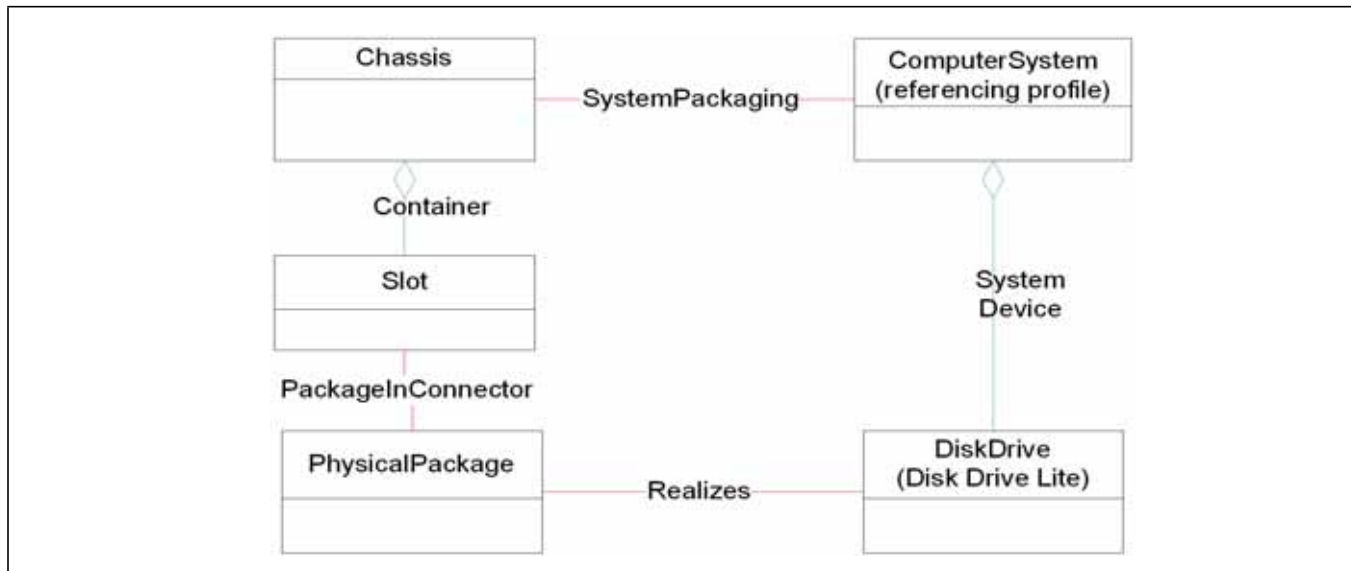 Chassis
ComputerSystem
(referencing profile)
SystemPackaging
Container
Slot
System
Device
PackageInConnector
PhysicalPackage
DiskDrive
(Disk Drive Lite)
Realizes